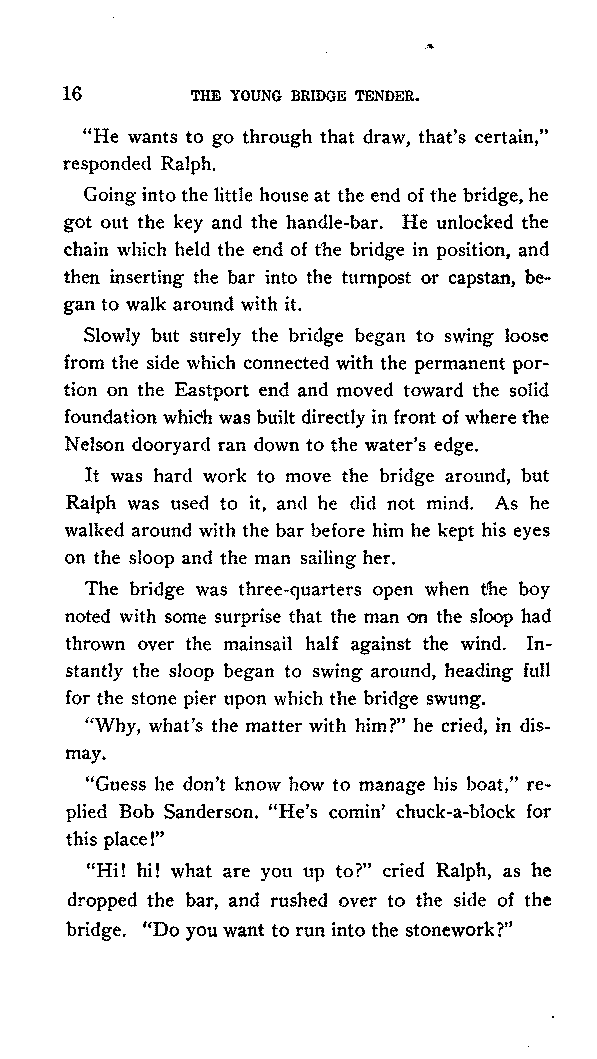 16 THE YOUNG BRIDGE TENDER.
"He wants to go through that draw, that's certain,"
responded Ralph.
Going into the little house at the end of the bridge, he
got out the key and the handle-bar. He unlocked the
chain which held the end of the bridge in position, and
then inserting the bar into the turnpost or capstan, be-
gan to walk around with it.
Slowly but surely the bridge began to swing loose
from the side which connected with the permanent por-
tion on the Eastport end and moved toward the solid
foundation which was built directly in front of where the
Nelson dooryard ran down to the water's edge.
It was hard work to move the bridge around, but
Ralph was used to it, and he did not mind. As he
walked around with the bar before him he kept his eyes
on the sloop and the man sailing her.
The bridge was three-quarters open when the boy
noted with some surprise that the man on the sloop had
thrown over the mainsail half against the wind. In-
stantly the sloop began to swing around, heading full
for the stone pier upon which the bridge swung.
"Why, what's the matter with him?" he cried, in dis-
may.
"Guess he don't know how to manage his boat," re-
plied Bob Sanderson. "He's comin' chuck-a-block for
this place!"
"Hi! hi! what are you up to?" cried Ralph, as he
dropped the bar, and rushed over to the side of the
bridge. "Do you want to run into the stonework?"